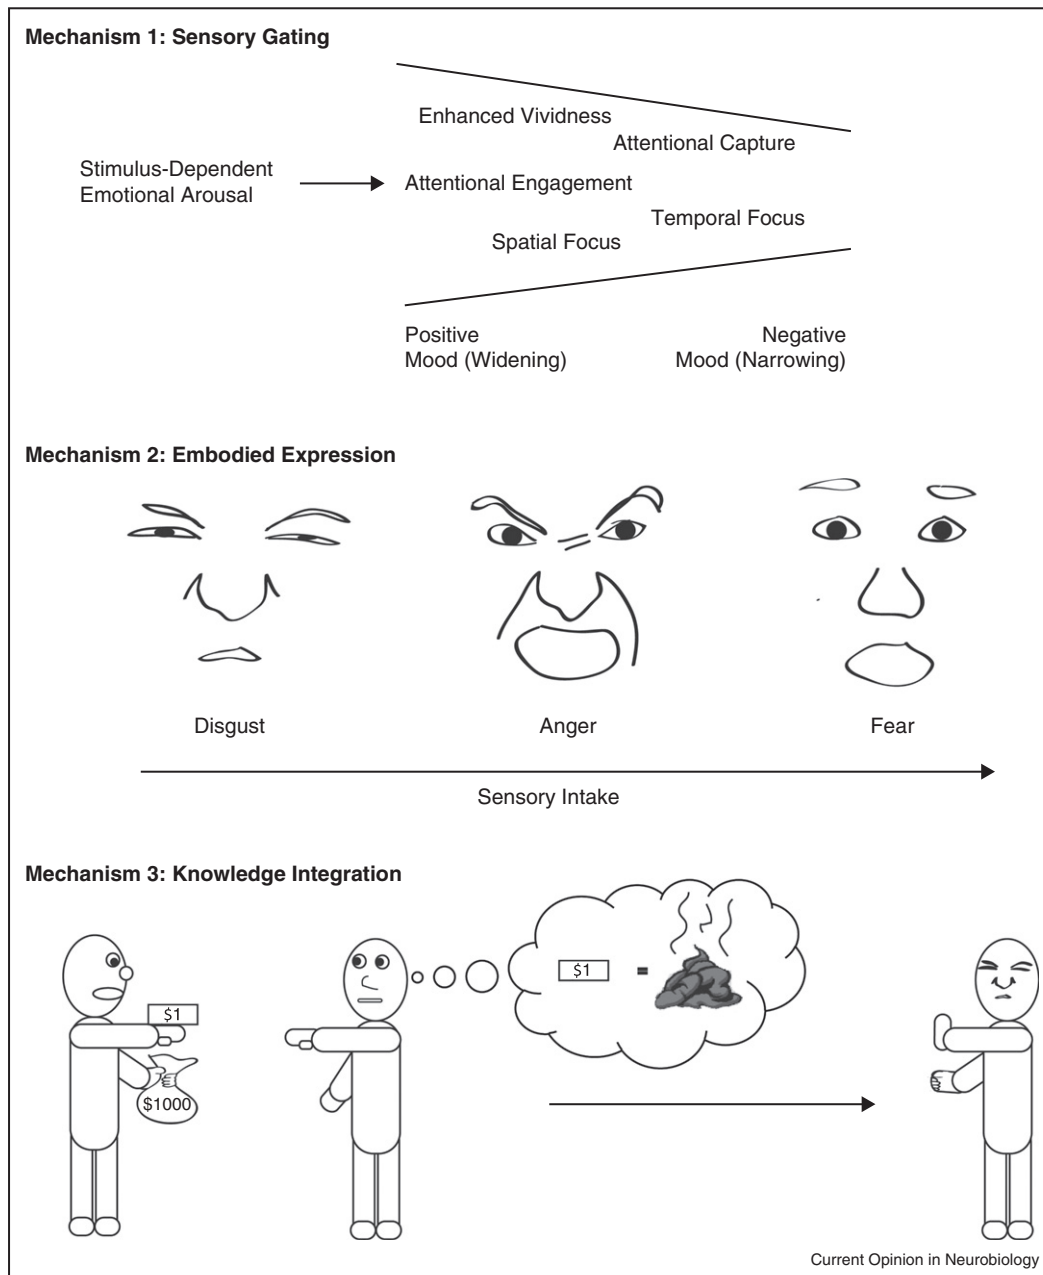 Mechanism 1: Sensory Gating
Enhanced Vividness
Attentional Capture
Stimulus-Dependent
Emotional Arousal
Attentional Engagement
Temporal Focus
Spatial Focus
Positive
Mood (Widening)
Negative
Mood (Narrowing)
Mechanism 2: Embodied Expression
Disgust
Anger
Fear
Sensory Intake
Mechanism 3: Knowledge Integration
$1
=
$1
$1000
Current Opinion in Neurobiology